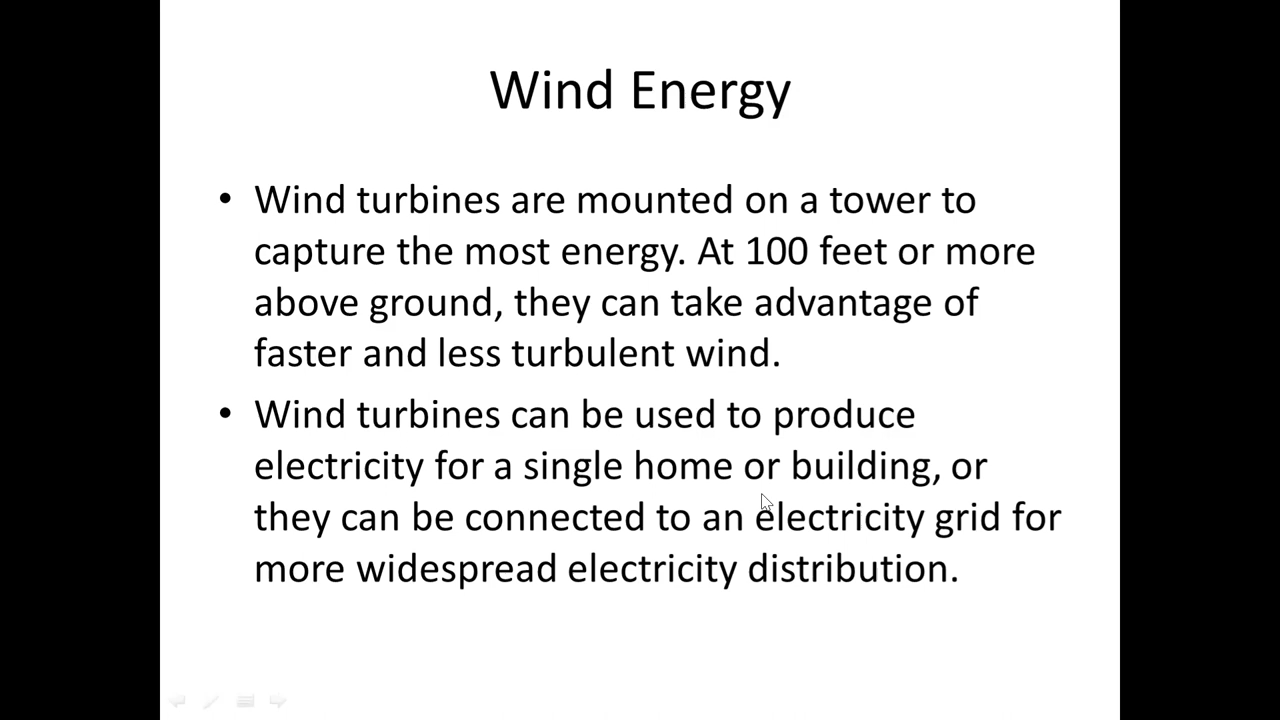 Wind Energy
• Wind turbines are mounted on a tower to
capture the most energy. At 100 feet or more
above ground, they can take advantage of
faster and less turbulent wind.
• Wind turbines can be used to produce
electricity for a single home or building, or
they can be connected to an electricity grid for
more widespread electricity distribution.